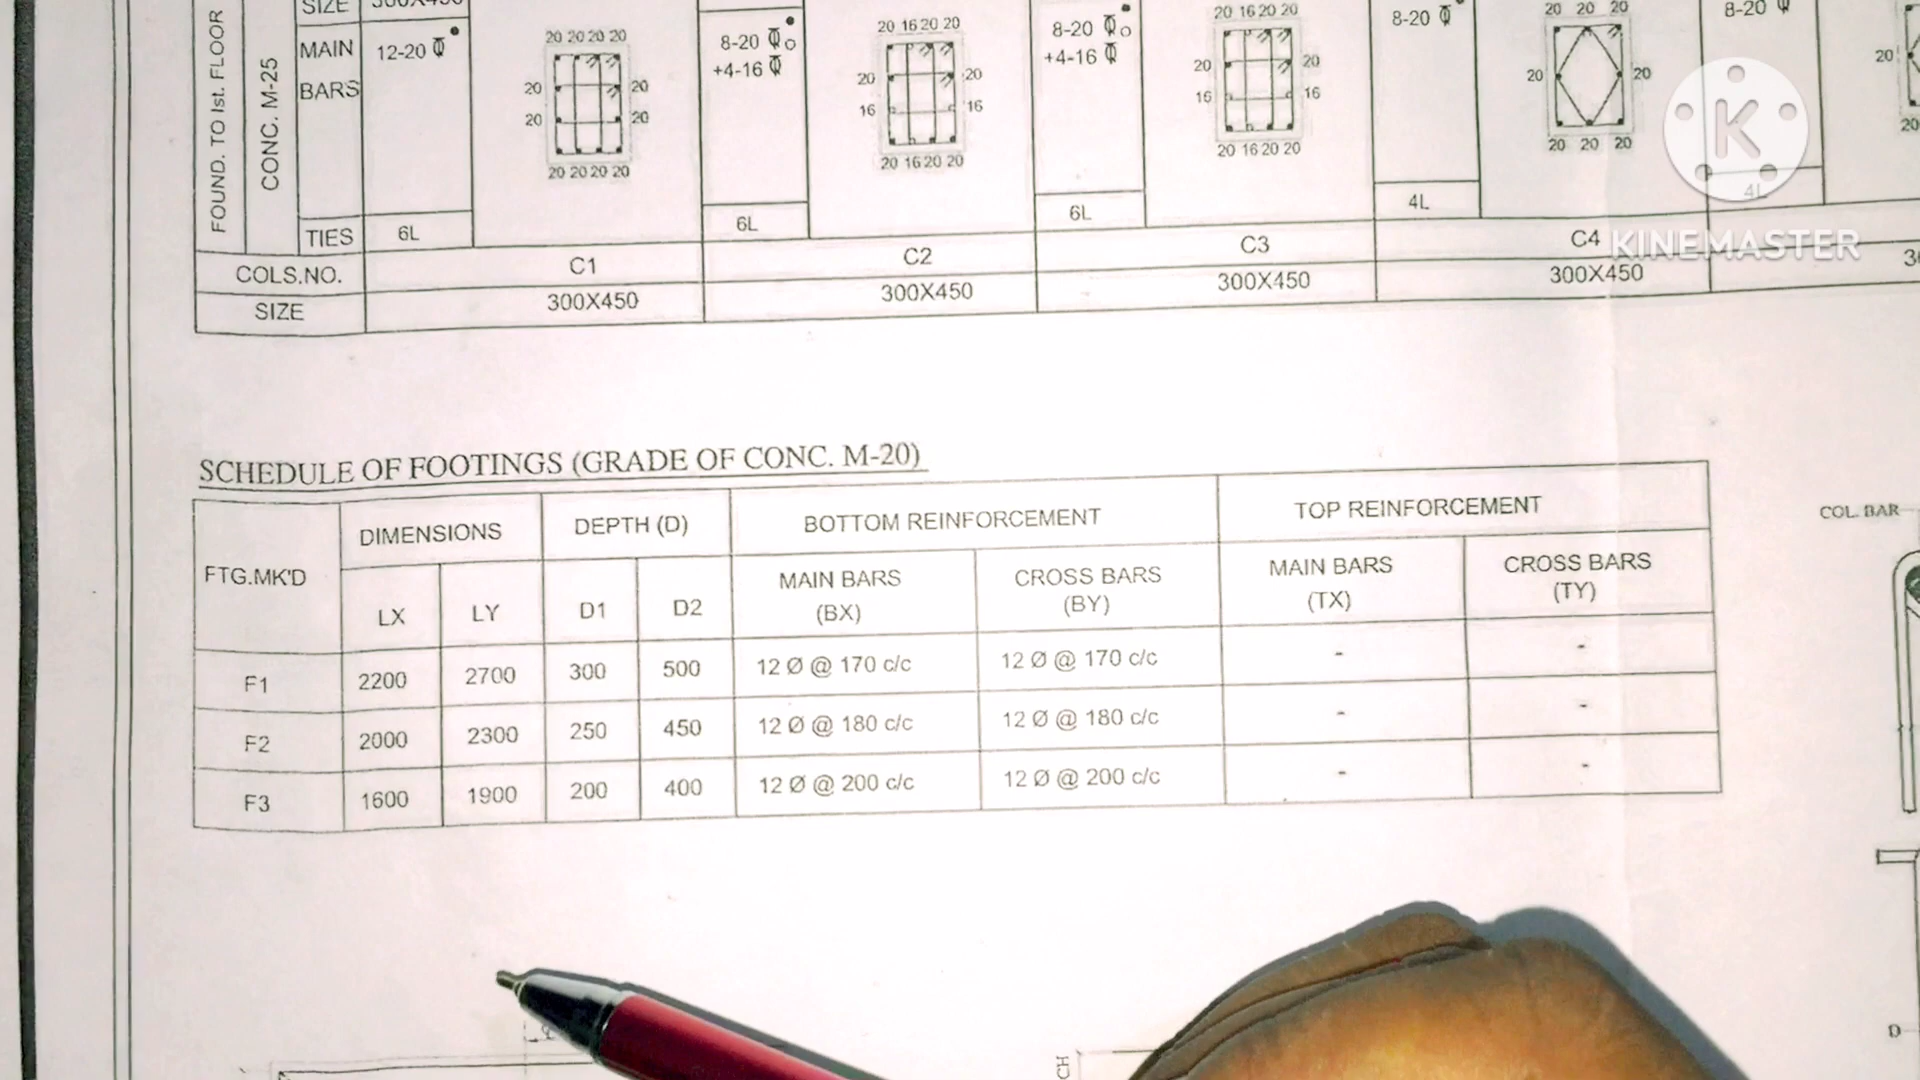 SIZE 300X450
FOUND. TO Ist. FLOOR
CONC. M-25
MAIN BARS
12-20
20 20 20 20
20 20
20 20
20 20 20 20
8-20
+4-16
20 16 20 20
20 20
16 16
20 16 20 20
8-20
+4-16
20 16 20 20
20 20
16 16
20 16 20 20
8-20
20 20 20
20 20
20 20 20
8-20
20
20
TIES 6L 6L 6L 4L 4L
COLS.NO. C1 C2 C3 C4
SIZE 300X450 300X450 300X450 300X450
K
KINEMASTER
SCHEDULE OF FOOTINGS (GRADE OF CONC. M-20)
FTG.MK'D DIMENSIONS DEPTH (D) BOTTOM REINFORCEMENT TOP REINFORCEMENT
LX LY D1 D2 MAIN BARS (BX) CROSS BARS (BY) MAIN BARS (TX) CROSS BARS (TY)
F1 2200 2700 300 500 12 Ø @ 170 c/c 12 Ø @ 170 c/c - -
F2 2000 2300 250 450 12 Ø @ 180 c/c 12 Ø @ 180 c/c - -
F3 1600 1900 200 400 12 Ø @ 200 c/c 12 Ø @ 200 c/c - -
COL. BAR
D
CH